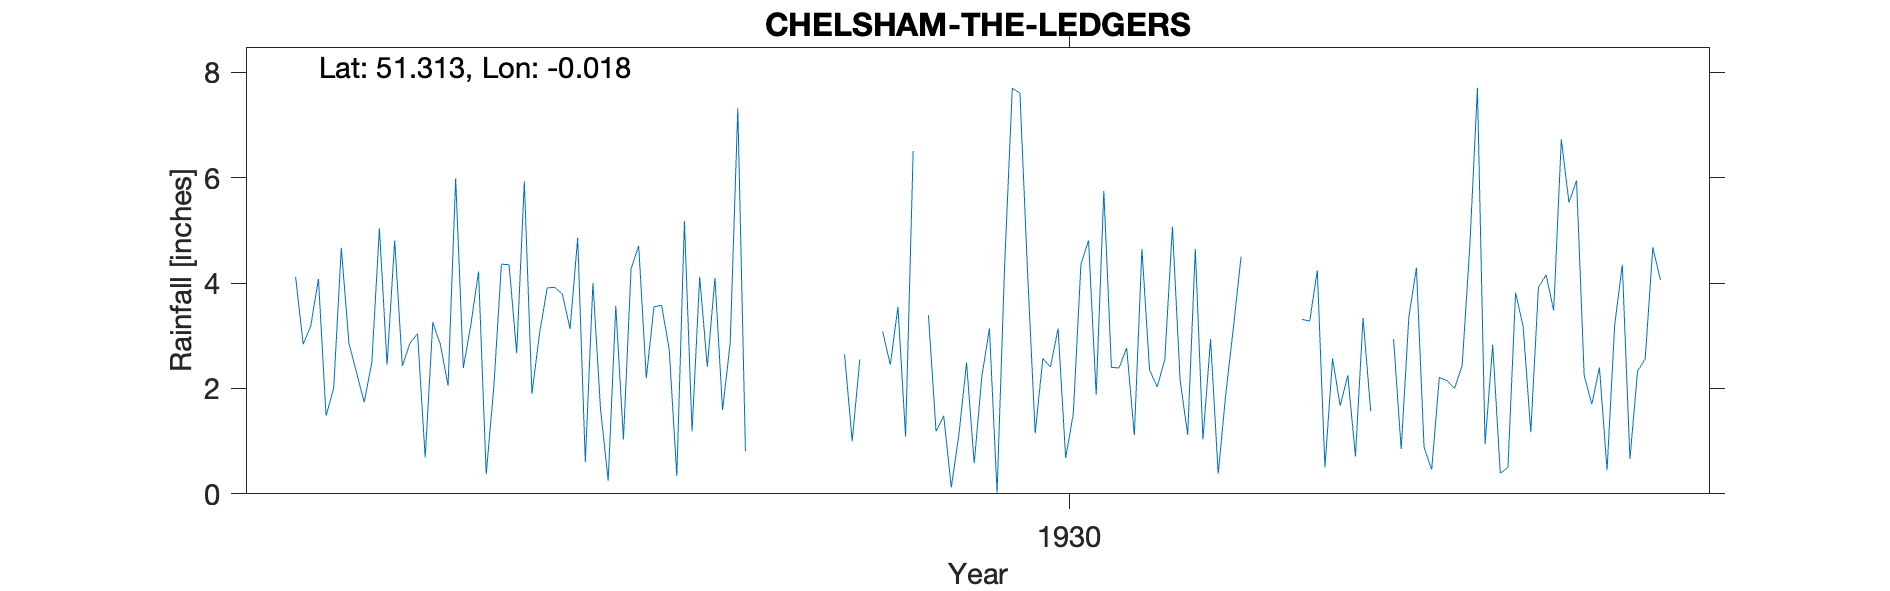 CHELSHAM-THE-LEDGERS
Lat: 51.313, Lon: -0.018
8
6
4
2
0
Rainfall [inches]
1930
Year